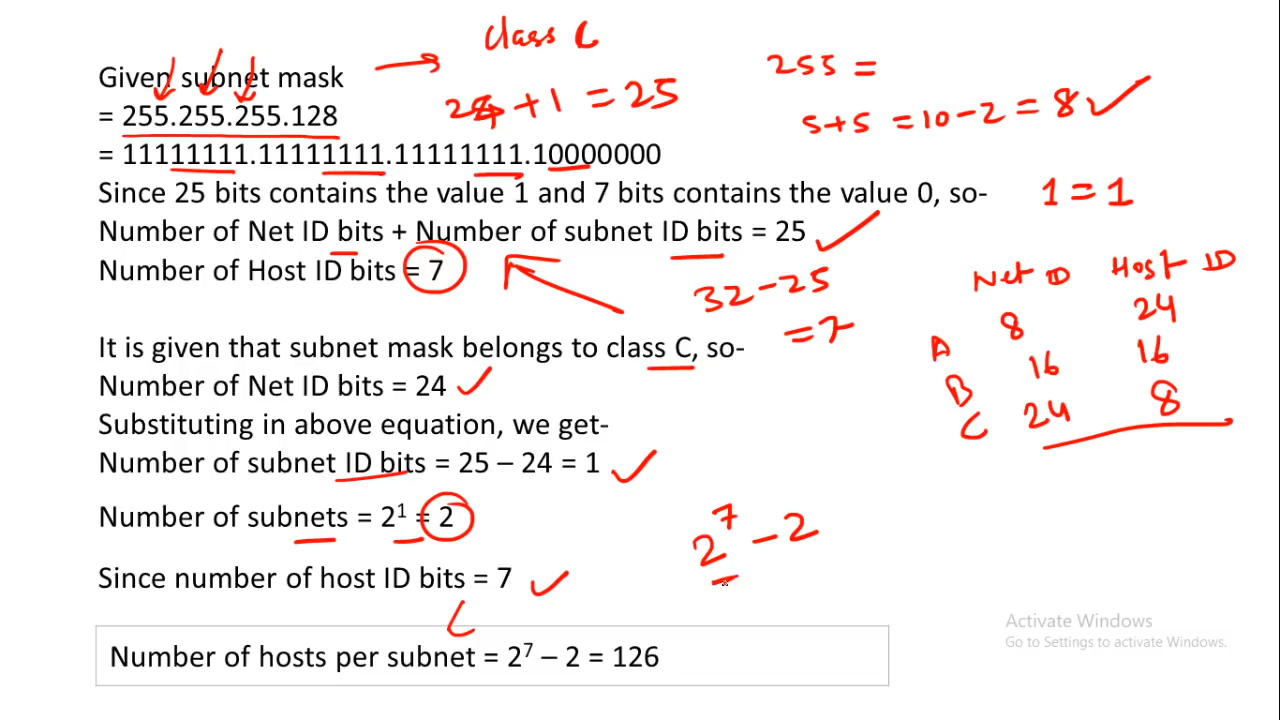 class C
Given subnet mask
255 =
= 255.255.255.128
24 + 1 = 25
5+5 = 10 - 2 = 8
= 11111111.11111111.11111111.10000000
Since 25 bits contains the value 1 and 7 bits contains the value 0, so-
1 = 1
Number of Net ID bits + Number of subnet ID bits = 25
Number of Host ID bits = 7
32 - 25
= 7
Net ID Host ID
A 8 24
B 16 16
C 24 8
It is given that subnet mask belongs to class C, so-
Number of Net ID bits = 24
Substituting in above equation, we get-
Number of subnet ID bits = 25 – 24 = 1
Number of subnets = 2¹ = 2
2⁷ - 2
Since number of host ID bits = 7
Number of hosts per subnet = 2⁷ – 2 = 126
Activate Windows
Go to Settings to activate Windows.